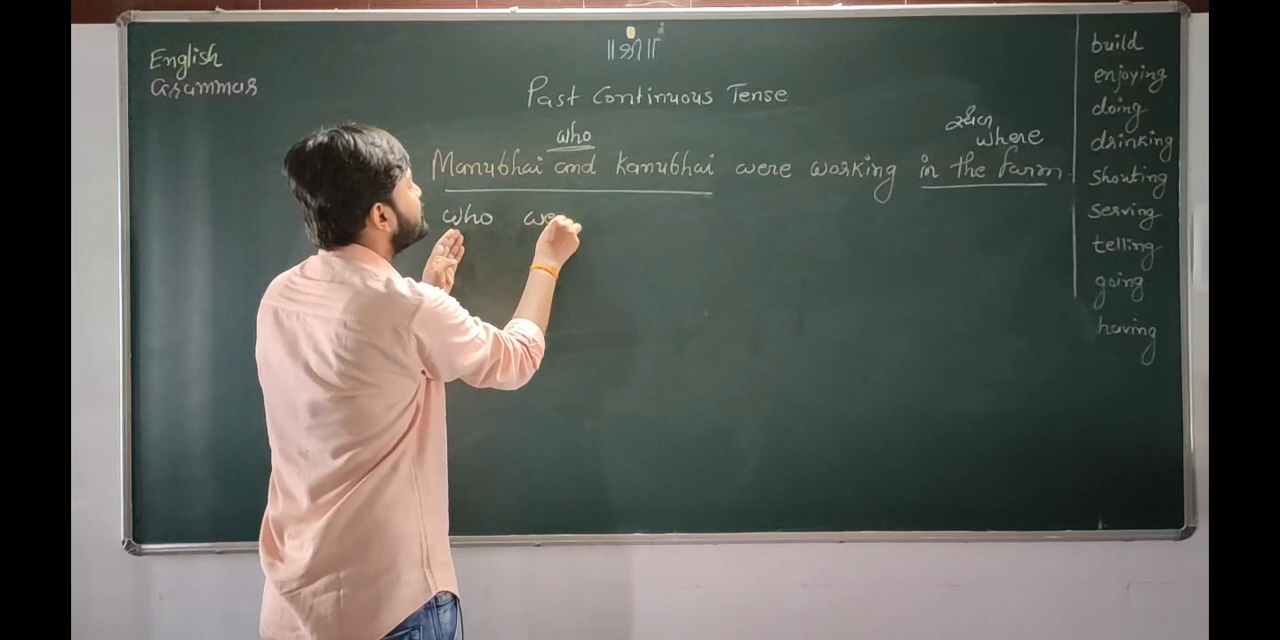 English
Grammar
॥ શ્રી ॥
Past Continuous Tense
who
સ્થળ
where
Manubhai and Kanubhai were working in the farm.
who we
build
enjoying
doing
drinking
shouting
serving
telling
going
having